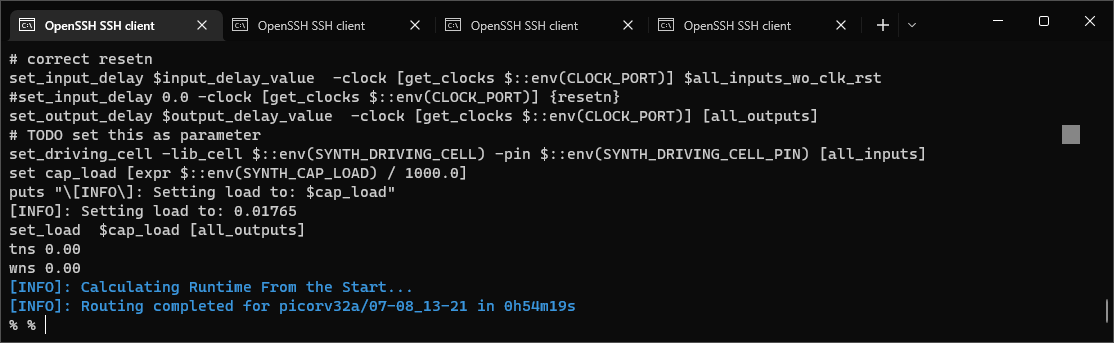 OpenSSH SSH client OpenSSH SSH client OpenSSH SSH client OpenSSH SSH client
# correct resetn
set_input_delay $input_delay_value  -clock [get_clocks $::env(CLOCK_PORT)] $all_inputs_wo_clk_rst
#set_input_delay 0.0 -clock [get_clocks $::env(CLOCK_PORT)] {resetn}
set_output_delay $output_delay_value  -clock [get_clocks $::env(CLOCK_PORT)] [all_outputs]
# TODO set this as parameter
set_driving_cell -lib_cell $::env(SYNTH_DRIVING_CELL) -pin $::env(SYNTH_DRIVING_CELL_PIN) [all_inputs]
set cap_load [expr $::env(SYNTH_CAP_LOAD) / 1000.0]
puts "\[INFO\]: Setting load to: $cap_load"
[INFO]: Setting load to: 0.01765
set_load  $cap_load [all_outputs]
tns 0.00
wns 0.00
[INFO]: Calculating Runtime From the Start...
[INFO]: Routing completed for picorv32a/07-08_13-21 in 0h54m19s
% %